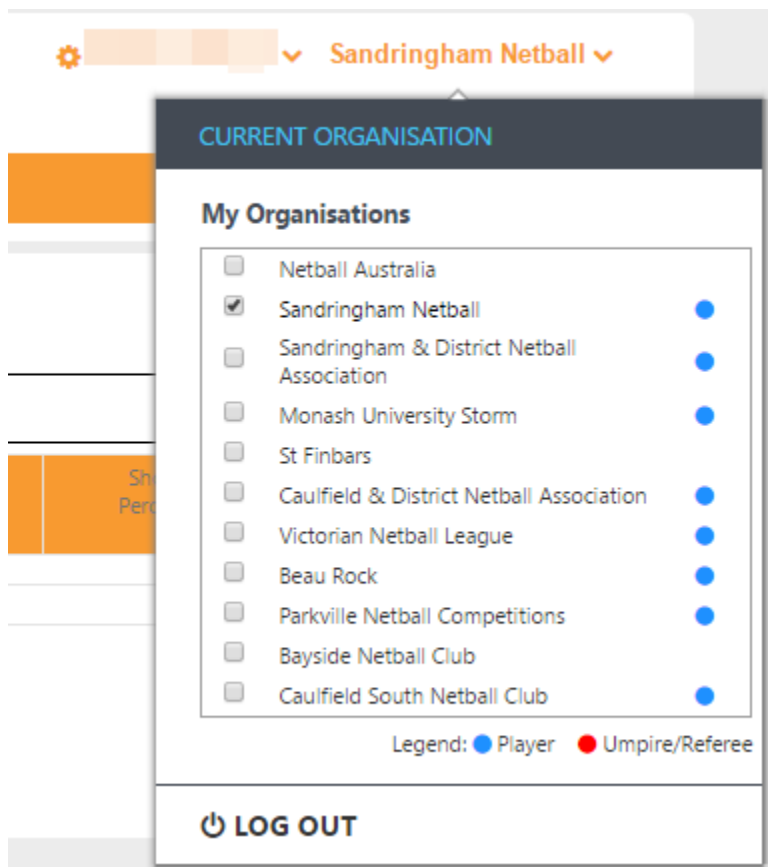 Sandringham Netball
CURRENT ORGANISATION
My Organisations
Netball Australia
Sandringham Netball
Sandringham & District Netball
Association
Monash University Storm
St Finbars
Caulfield & District Netball Association
Victorian Netball League
Beau Rock
Parkville Netball Competitions
Bayside Netball Club
Caulfield South Netball Club
Legend: Player Umpire/Referee
LOG OUT